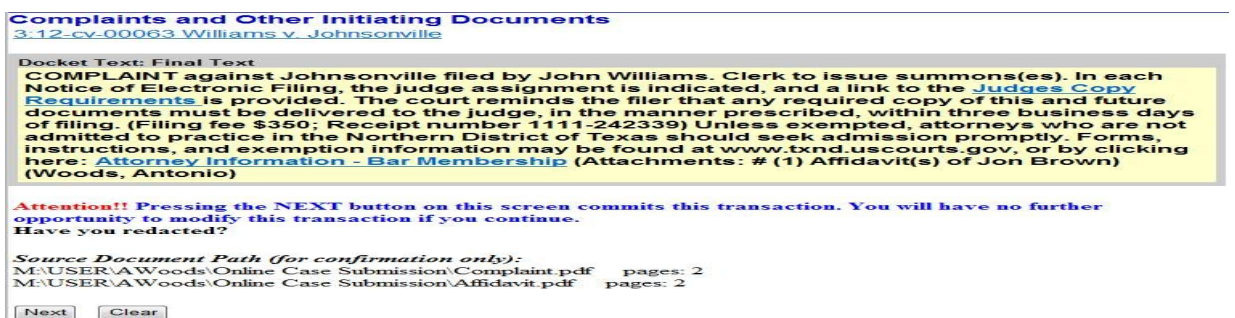 Complaints and Other Initiating Documents
3:12-cv-00063 Williams v. Johnsonville
Docket Text: Final Text
COMPLAINT against Johnsonville filed by John Williams. Clerk to issue summons(es). In each
Notice of Electronic Filing, the judge assignment is indicated, and a link to the Judges Copy
Requirements is provided. The court reminds the filer that any required copy of this and future
documents must be delivered to the judge, in the manner prescribed, within three business days
of filing. (Filing fee $350; Receipt number 1111-242339) Unless exempted, attorneys who are not
admitted to practice in the Northern District of Texas should seek admission promptly. Forms,
instructions, and exemption information may be found at www.txnd.uscourts.gov, or by clicking
here: Attorney Information - Bar Membership (Attachments: # (1) Affidavit(s) of Jon Brown)
(Woods, Antonio)
Attention!! Pressing the NEXT button on this screen commits this transaction. You will have no further
opportunity to modify this transaction if you continue.
Have you redacted?
Source Document Path (for confirmation only):
M:\USER\AWoods\Online Case Submission\Complaint.pdf pages: 2
M:\USER\AWoods\Online Case Submission\Affidavit.pdf pages: 2
Next Clear